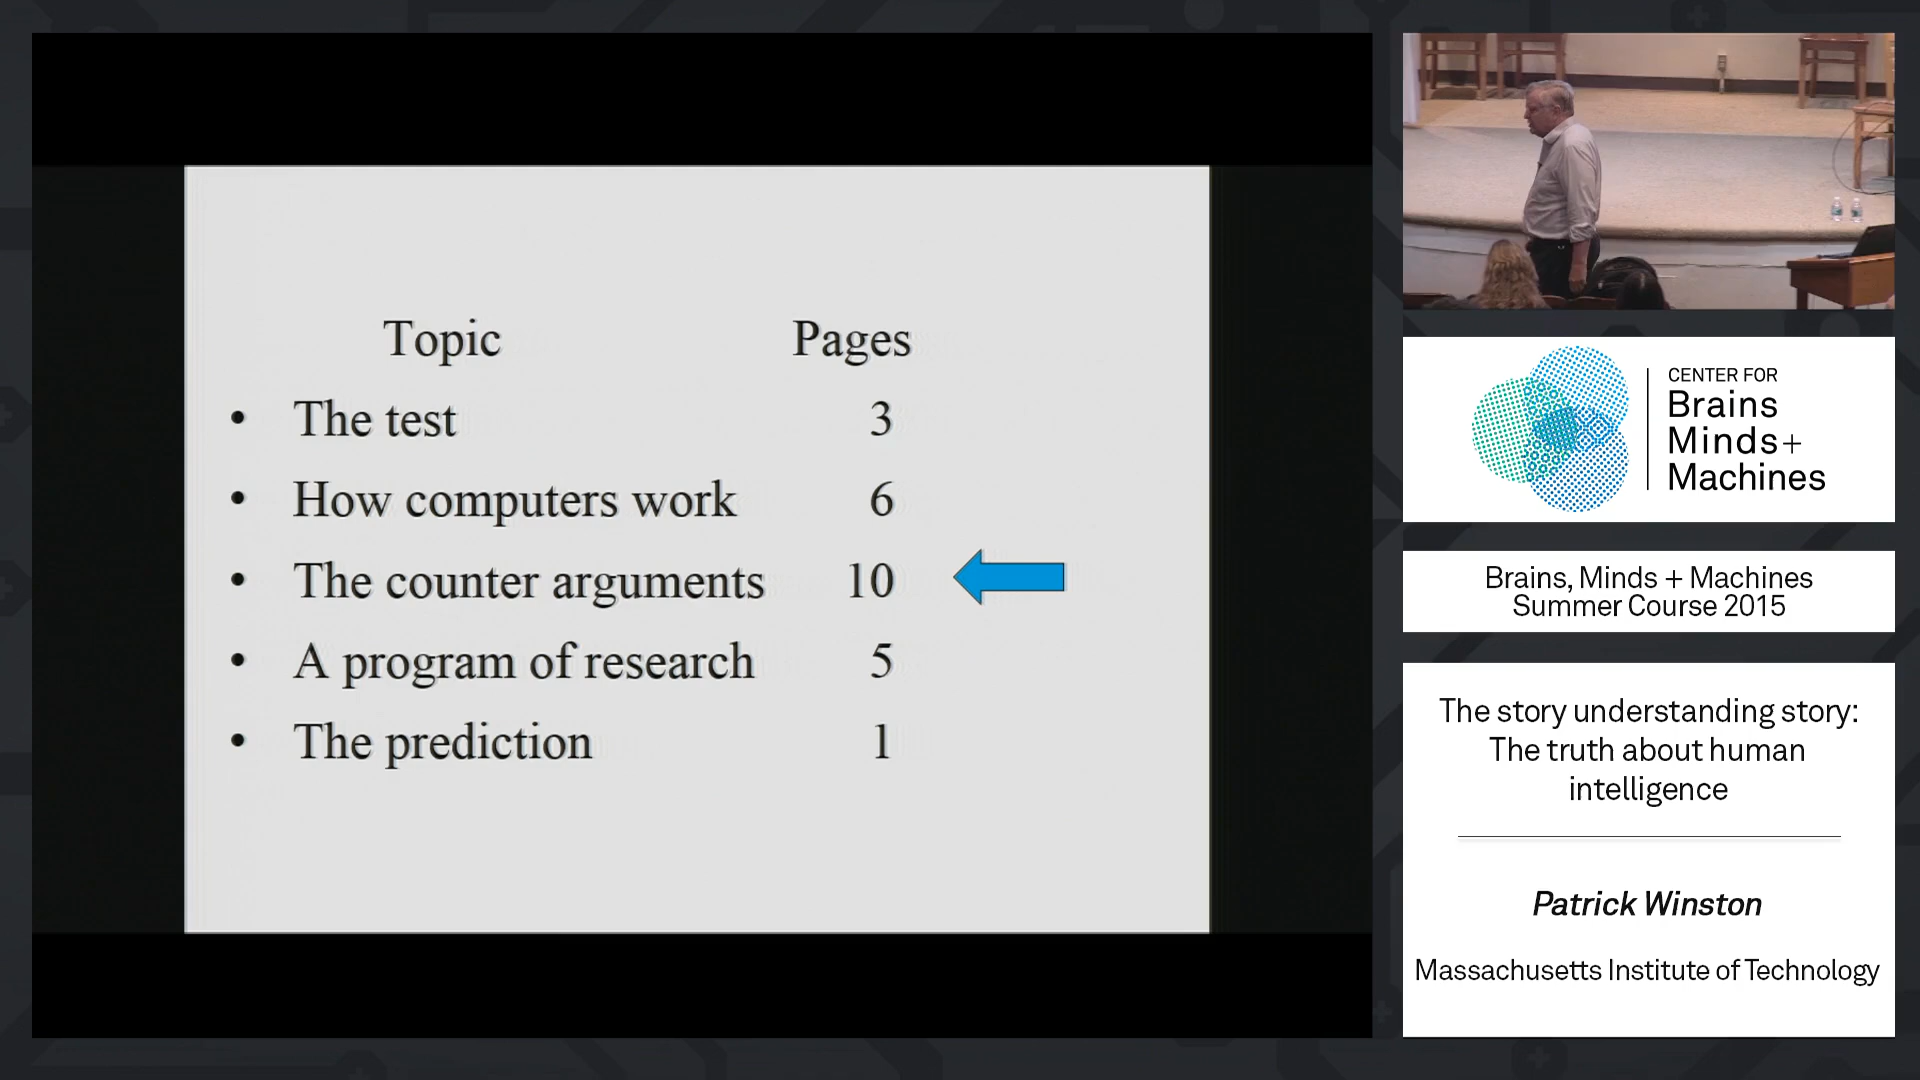 Topic Pages
• The test 3
• How computers work 6
• The counter arguments 10
• A program of research 5
• The prediction 1
CENTER FOR
Brains
Minds+
Machines
Brains, Minds + Machines
Summer Course 2015
The story understanding story:
The truth about human
intelligence
Patrick Winston
Massachusetts Institute of Technology